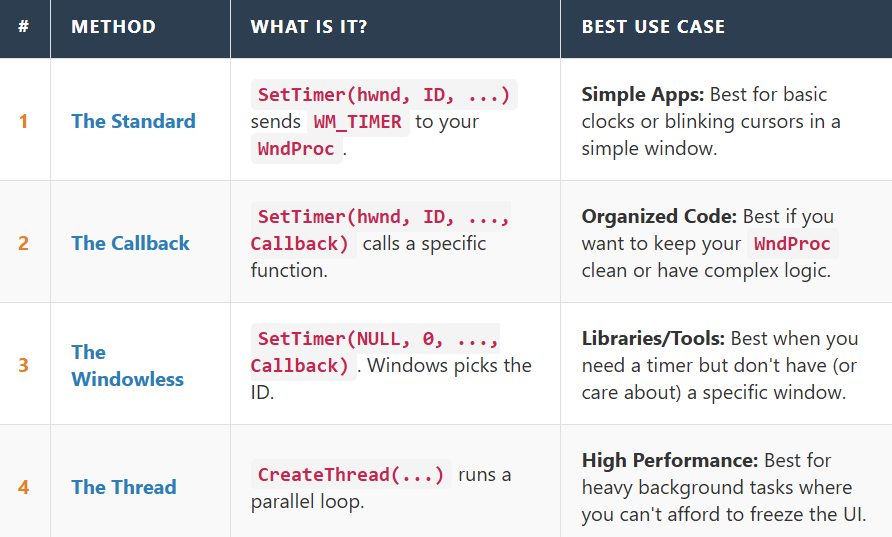 # METHOD WHAT IS IT? BEST USE CASE
1 The Standard
SetTimer(hwnd, ID, ...)
sends WM_TIMER to your
WndProc.
Simple Apps: Best for basic
clocks or blinking cursors in a
simple window.
2 The Callback
SetTimer(hwnd, ID, ...,
Callback) calls a specific
function.
Organized Code: Best if you
want to keep your WndProc
clean or have complex logic.
3 The
Windowless
SetTimer(NULL, 0, ...,
Callback). Windows picks the
ID.
Libraries/Tools: Best when you
need a timer but don't have (or
care about) a specific window.
4 The Thread
CreateThread(...) runs a
parallel loop.
High Performance: Best for
heavy background tasks where
you can't afford to freeze the UI.